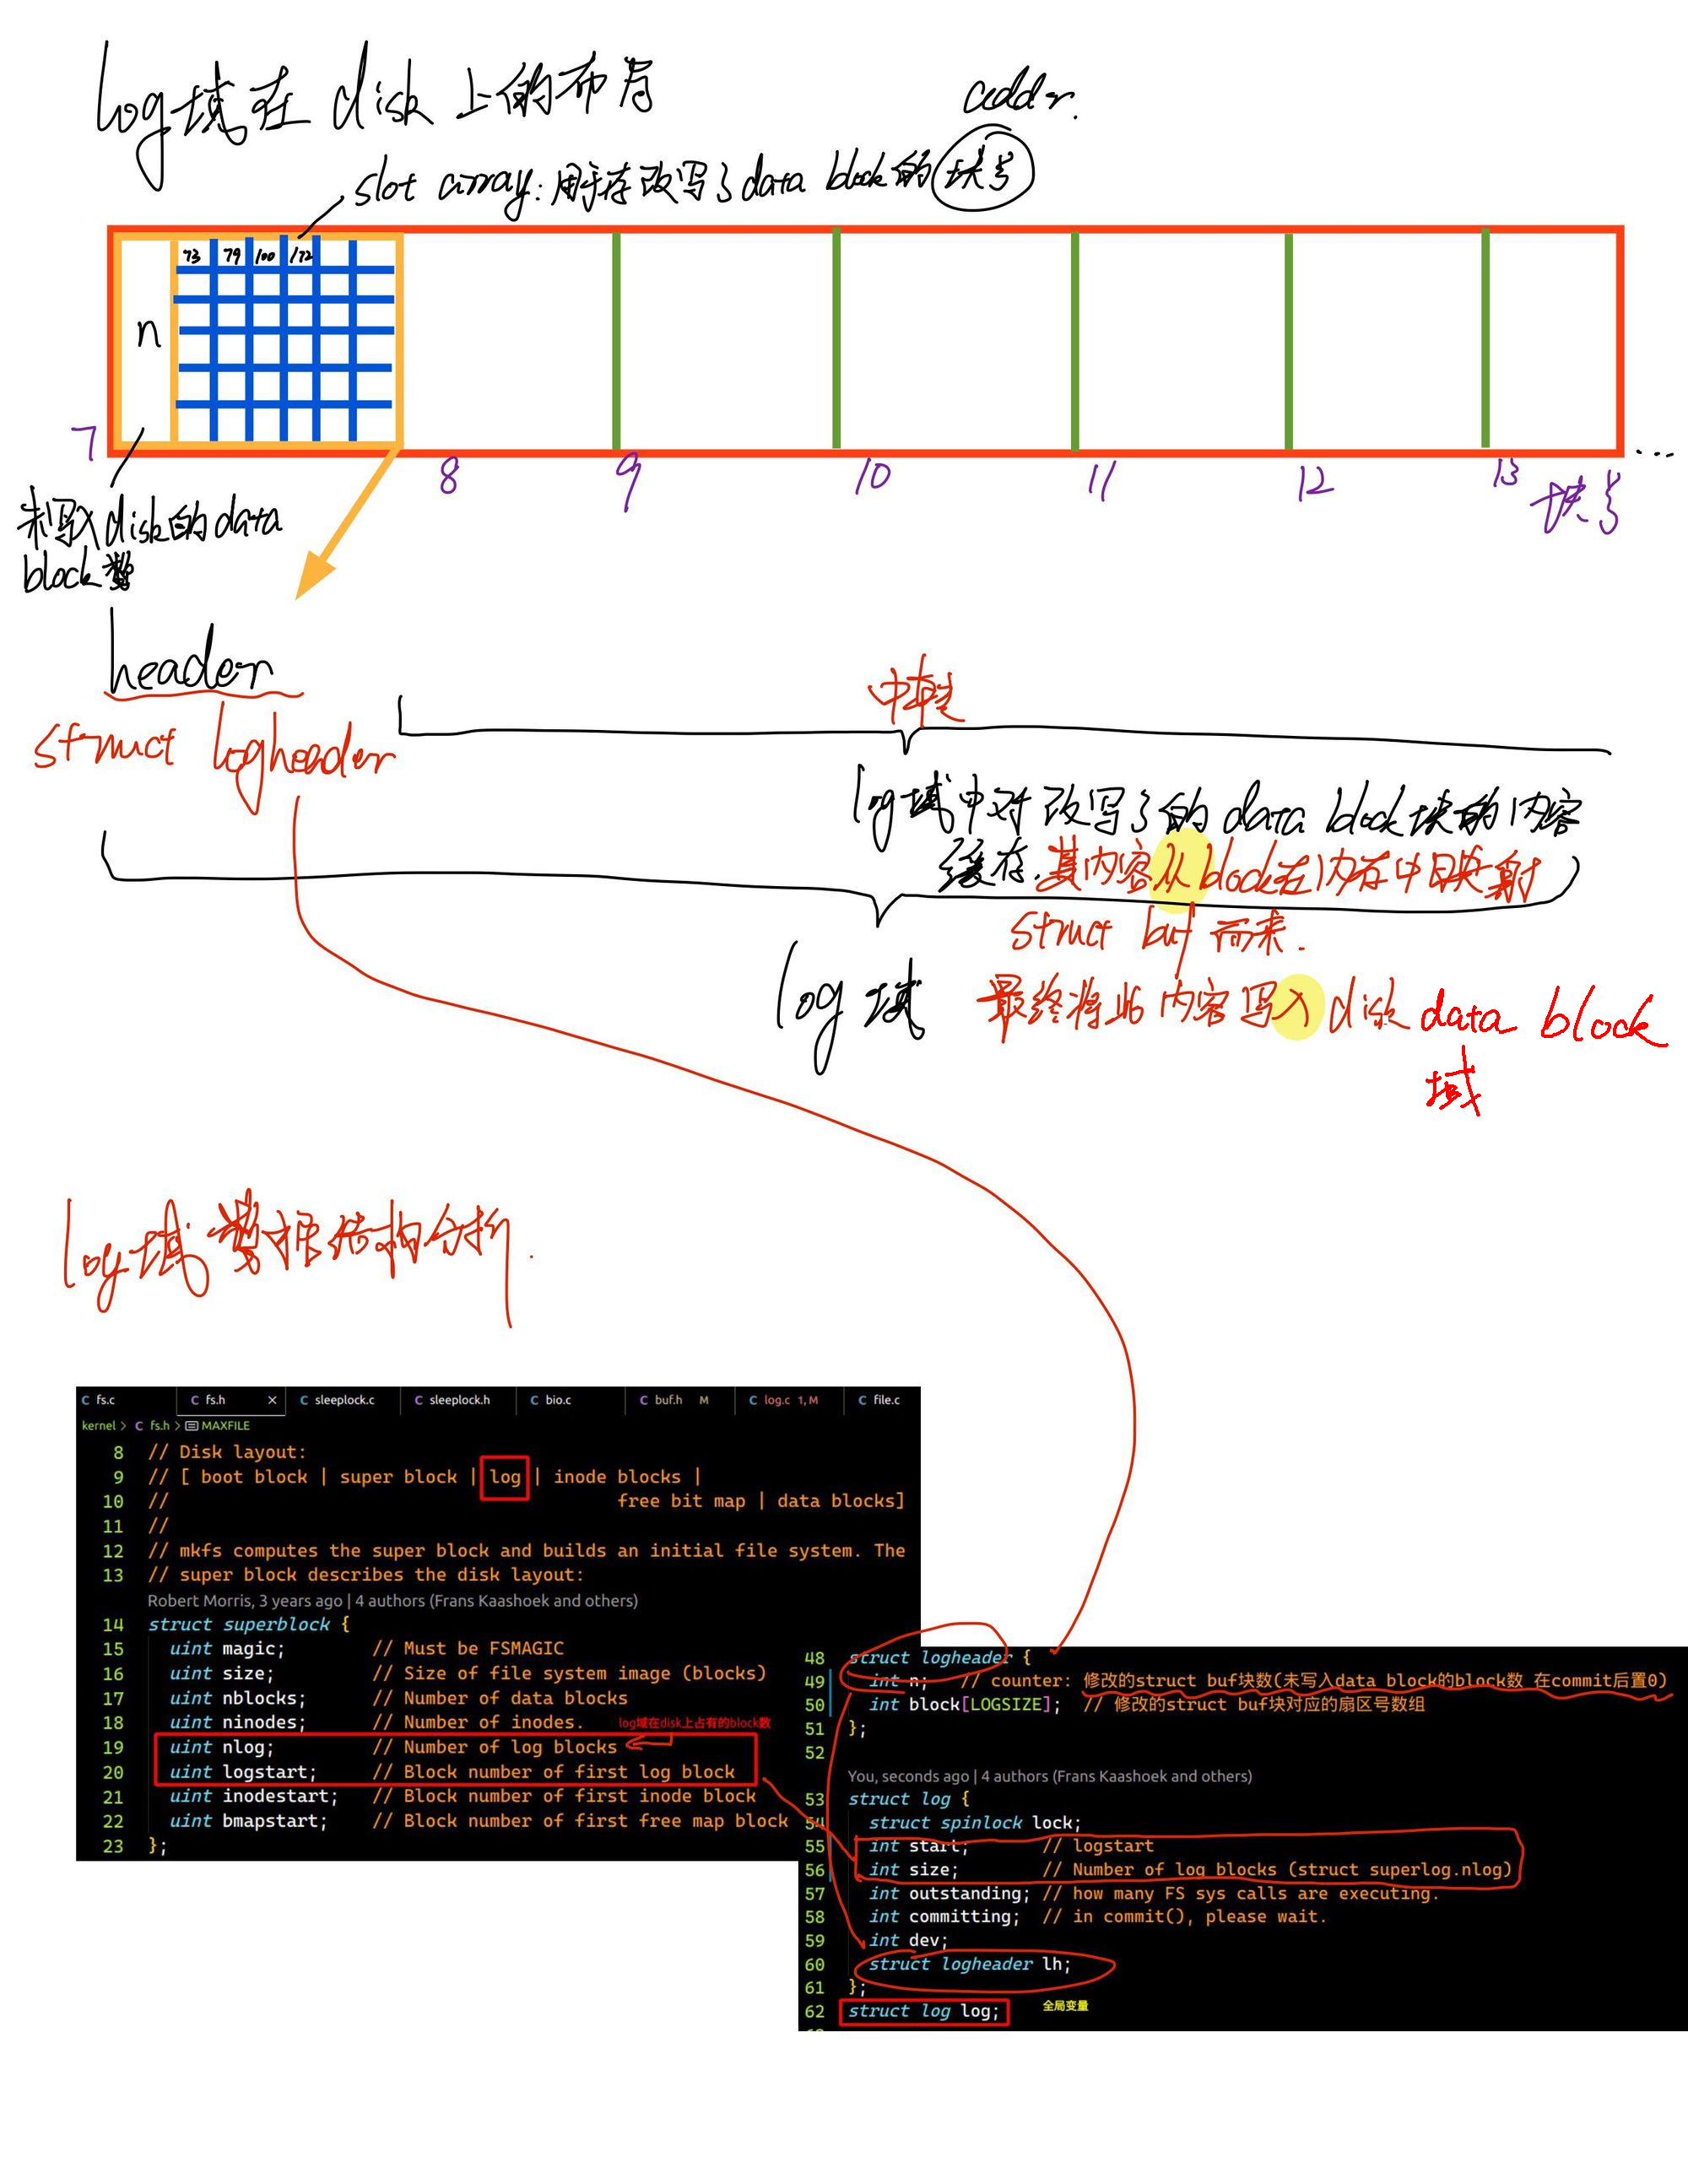 log域在disk上的布局
addr.
slot array:用于存改写了data block的块号
73 79 100 172
n
7 8 9 10 11 12 13 ...
块号
未写入disk的data
block数
header
struct logheader
中转
log域中对改写了的data block块的内容
缓存.其内容从block在内存中映射
struct buf而来.
log域
最终将此内容写入disk data block
域
log域数据结构分析.
fs.c fs.h × sleeplock.c sleeplock.h bio.c buf.h M log.c 1, M file.c
kernel > C fs.h > MAXFILE
8 // Disk layout:
9 // [ boot block | super block | log | inode blocks |
10 // free bit map | data blocks]
11 //
12 // mkfs computes the super block and builds an initial file system. The
13 // super block describes the disk layout:
Robert Morris, 3 years ago | 4 authors (Frans Kaashoek and others)
14 struct superblock {
15 uint magic; // Must be FSMAGIC
16 uint size; // Size of file system image (blocks)
17 uint nblocks; // Number of data blocks
18 uint ninodes; // Number of inodes.
log域在disk上占有的block数
19 uint nlog; // Number of log blocks
20 uint logstart; // Block number of first log block
21 uint inodestart; // Block number of first inode block
22 uint bmapstart; // Block number of first free map block
23 };
48 struct logheader {
49 int n; // counter: 修改的struct buf块数(未写入data block的block数 在commit后置0)
50 int block[LOGSIZE]; // 修改的struct buf块对应的扇区号数组
51 };
52
You, seconds ago | 4 authors (Frans Kaashoek and others)
53 struct log {
54 struct spinlock lock;
55 int start; // logstart
56 int size; // Number of log blocks (struct superlog.nlog)
57 int outstanding; // how many FS sys calls are executing.
58 int committing; // in commit(), please wait.
59 int dev;
60 struct logheader lh;
61 };
62 struct log log;
全局变量